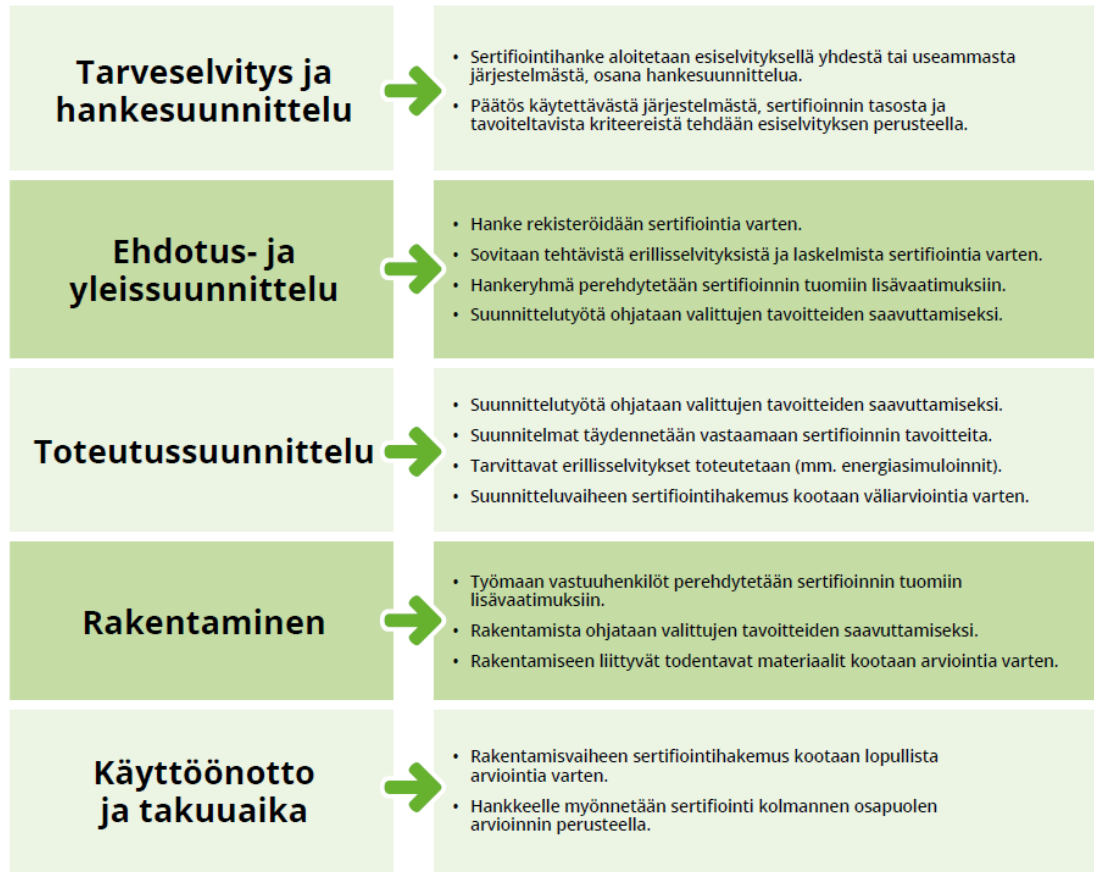 Tarveselvitys ja
hankesuunnittelu
• Sertifiointihanke aloitetaan esiselvityksellä yhdestä tai useammasta
järjestelmästä, osana hankesuunnittelua.
• Päätös käytettävästä järjestelmästä, sertifioinnin tasosta ja
tavoiteltavista kriteereistä tehdään esiselvityksen perusteella.
Ehdotus- ja
yleissuunnittelu
• Hanke rekisteröidään sertifiointia varten.
• Sovitaan tehtävistä erillisselvityksistä ja laskelmista sertifiointia varten.
• Hankeryhmä perehdytetään sertifioinnin tuomiin lisävaatimuksiin.
• Suunnittelutyötä ohjataan valittujen tavoitteiden saavuttamiseksi.
Toteutussuunnittelu
• Suunnittelutyötä ohjataan valittujen tavoitteiden saavuttamiseksi.
• Suunnitelmat täydennetään vastaamaan sertifioinnin tavoitteita.
• Tarvittavat erillisselvitykset toteutetaan (mm. energiasimuloinnit).
• Suunnitteluvaiheen sertifiointihakemus kootaan väliarviointia varten.
Rakentaminen
• Työmaan vastuuhenkilöt perehdytetään sertifioinnin tuomiin
lisävaatimuksiin.
• Rakentamista ohjataan valittujen tavoitteiden saavuttamiseksi.
• Rakentamiseen liittyvät todentavat materiaalit kootaan arviointia varten.
Käyttöönotto
ja takuuaika
• Rakentamisvaiheen sertifiointihakemus kootaan lopullista
arviointia varten.
• Hankkeelle myönnetään sertifiointi kolmannen osapuolen
arvioinnin perusteella.